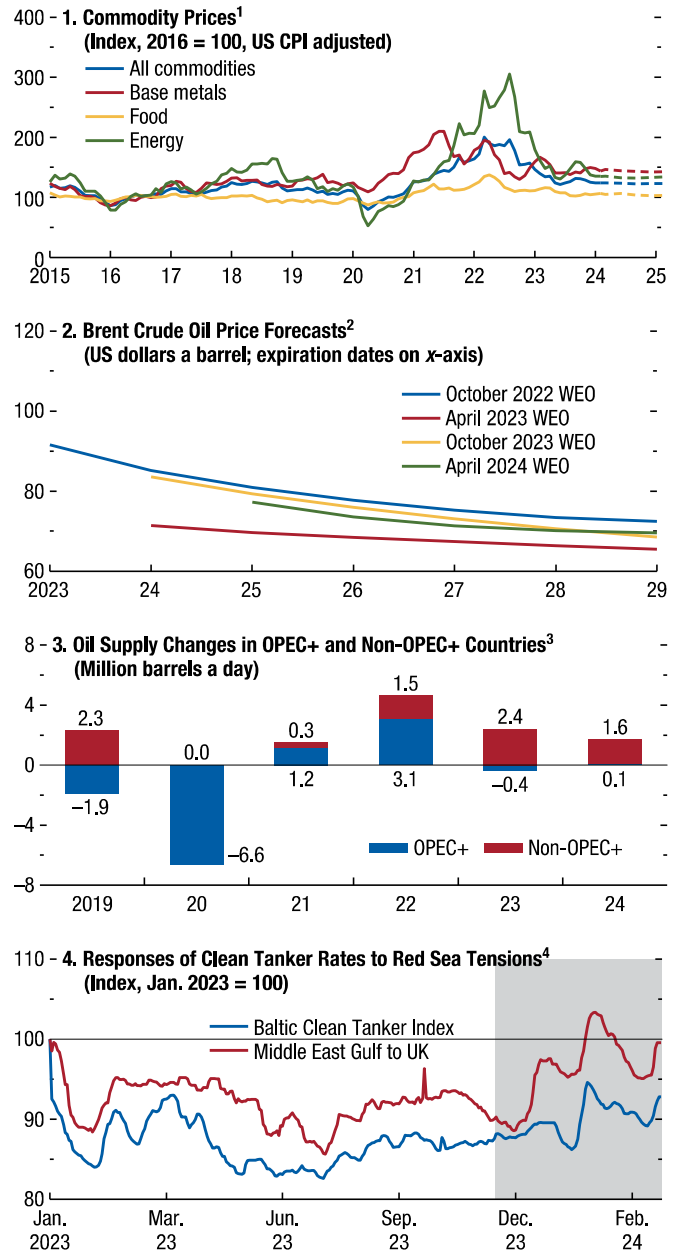 1. Commodity Prices¹
(Index, 2016 = 100, US CPI adjusted)
400
All commodities
Base metals
Food
Energy
300
200
100
0
2015 16 17 18 19 20 21 22 23 24 25
2. Brent Crude Oil Price Forecasts²
(US dollars a barrel; expiration dates on x-axis)
120
October 2022 WEO
April 2023 WEO
October 2023 WEO
April 2024 WEO
100
80
60
2023 24 25 26 27 28 29
3. Oil Supply Changes in OPEC+ and Non-OPEC+ Countries³
(Million barrels a day)
8
4
0
–4
–8
2.3 0.0 0.3 1.5 2.4 1.6
–1.9 –6.6 1.2 3.1 –0.4 0.1
OPEC+ Non-OPEC+
2019 20 21 22 23 24
4. Responses of Clean Tanker Rates to Red Sea Tensions⁴
(Index, Jan. 2023 = 100)
110
Baltic Clean Tanker Index
Middle East Gulf to UK
100
90
80
Jan. Mar. Jun. Sep. Dec. Feb.
2023 23 23 23 23 24